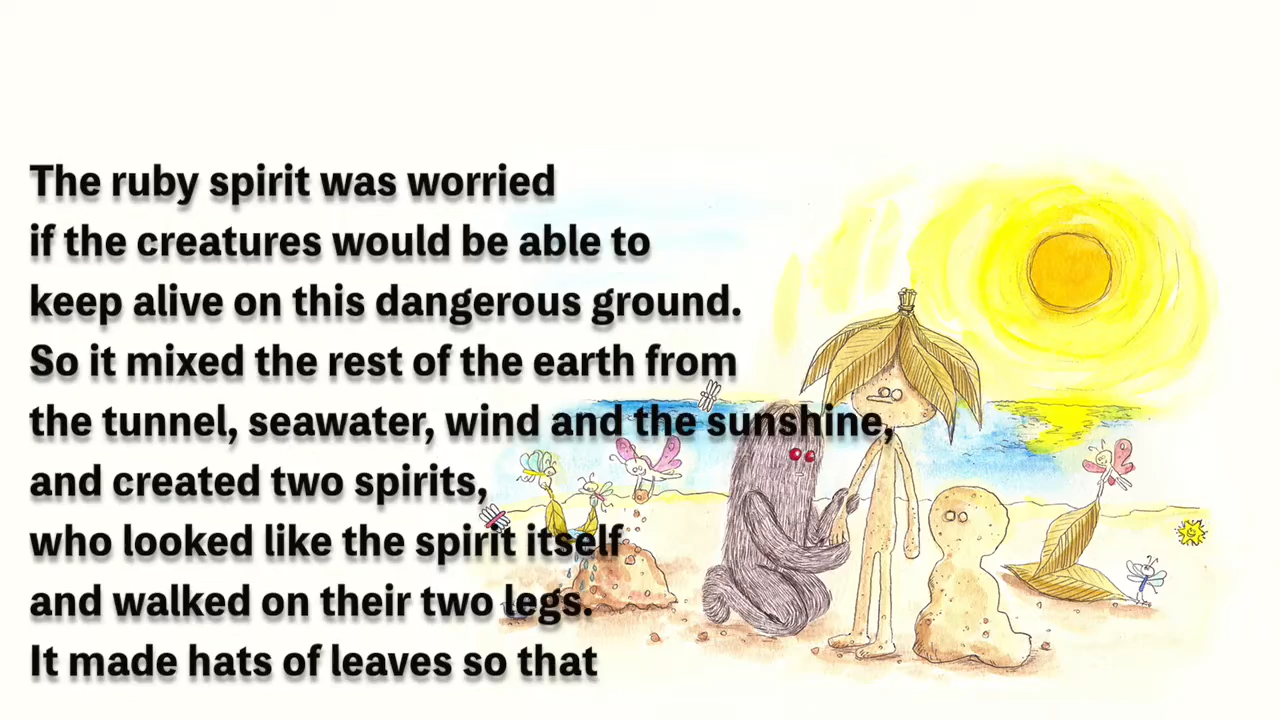 The ruby spirit was worried
if the creatures would be able to
keep alive on this dangerous ground.
So it mixed the rest of the earth from
the tunnel, seawater, wind and the sunshine,
and created two spirits,
who looked like the spirit itself
and walked on their two legs.
It made hats of leaves so that